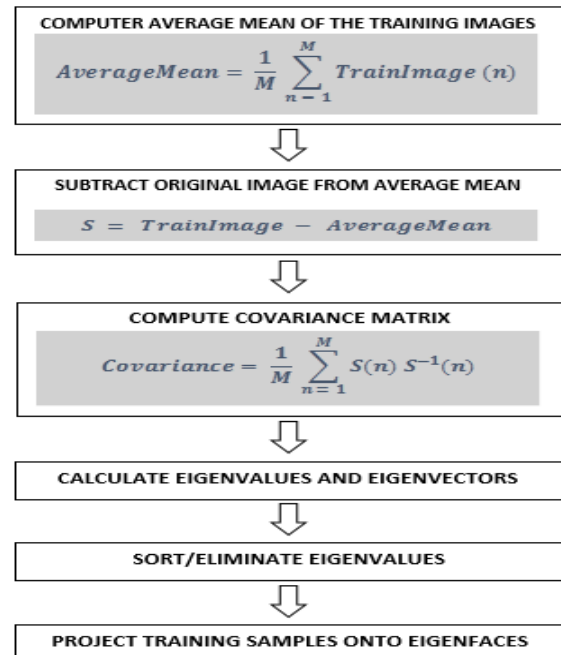 COMPUTER AVERAGE MEAN OF THE TRAINING IMAGES
AverageMean = 1/M ∑_{n-1}^{M} TrainImage (n)
SUBTRACT ORIGINAL IMAGE FROM AVERAGE MEAN
S = TrainImage - AverageMean
COMPUTE COVARIANCE MATRIX
Covariance = 1/M ∑_{n=1}^{M} S(n) S⁻¹(n)
CALCULATE EIGENVALUES AND EIGENVECTORS
SORT/ELIMINATE EIGENVALUES
PROJECT TRAINING SAMPLES ONTO EIGENFACES